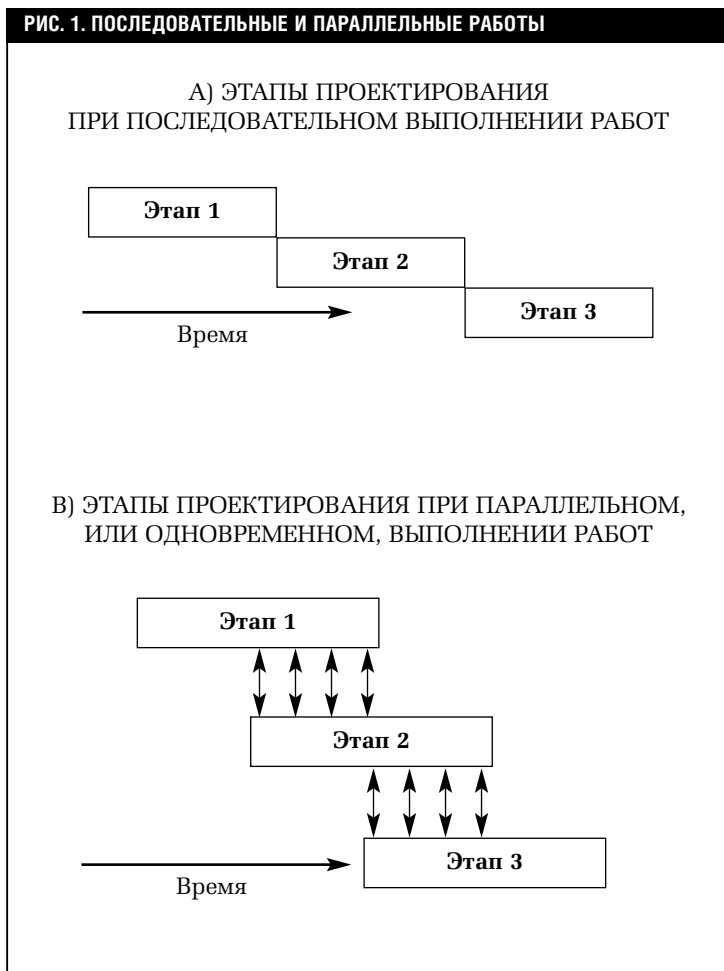 РИС. 1. ПОСЛЕДОВАТЕЛЬНЫЕ И ПАРАЛЛЕЛЬНЫЕ РАБОТЫ
А) ЭТАПЫ ПРОЕКТИРОВАНИЯ
ПРИ ПОСЛЕДОВАТЕЛЬНОМ ВЫПОЛНЕНИИ РАБОТ
Этап 1
Этап 2
Этап 3
Время
В) ЭТАПЫ ПРОЕКТИРОВАНИЯ ПРИ ПАРАЛЛЕЛЬНОМ,
ИЛИ ОДНОВРЕМЕННОМ, ВЫПОЛНЕНИИ РАБОТ
Этап 1
Этап 2
Этап 3
Время